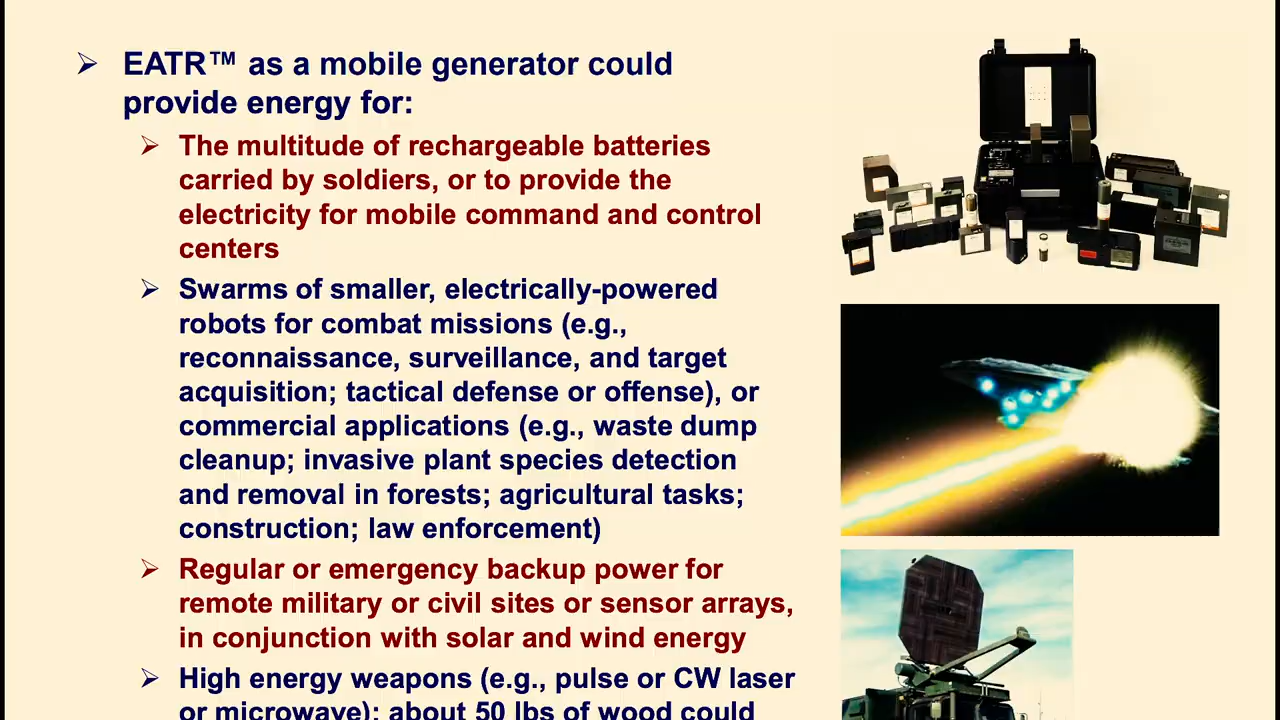 EATR™ as a mobile generator could
provide energy for:
The multitude of rechargeable batteries
carried by soldiers, or to provide the
electricity for mobile command and control
centers
Swarms of smaller, electrically-powered
robots for combat missions (e.g.,
reconnaissance, surveillance, and target
acquisition; tactical defense or offense), or
commercial applications (e.g., waste dump
cleanup; invasive plant species detection
and removal in forests; agricultural tasks;
construction; law enforcement)
Regular or emergency backup power for
remote military or civil sites or sensor arrays,
in conjunction with solar and wind energy
High energy weapons (e.g., pulse or CW laser
or microwave); about 50 lbs of wood could